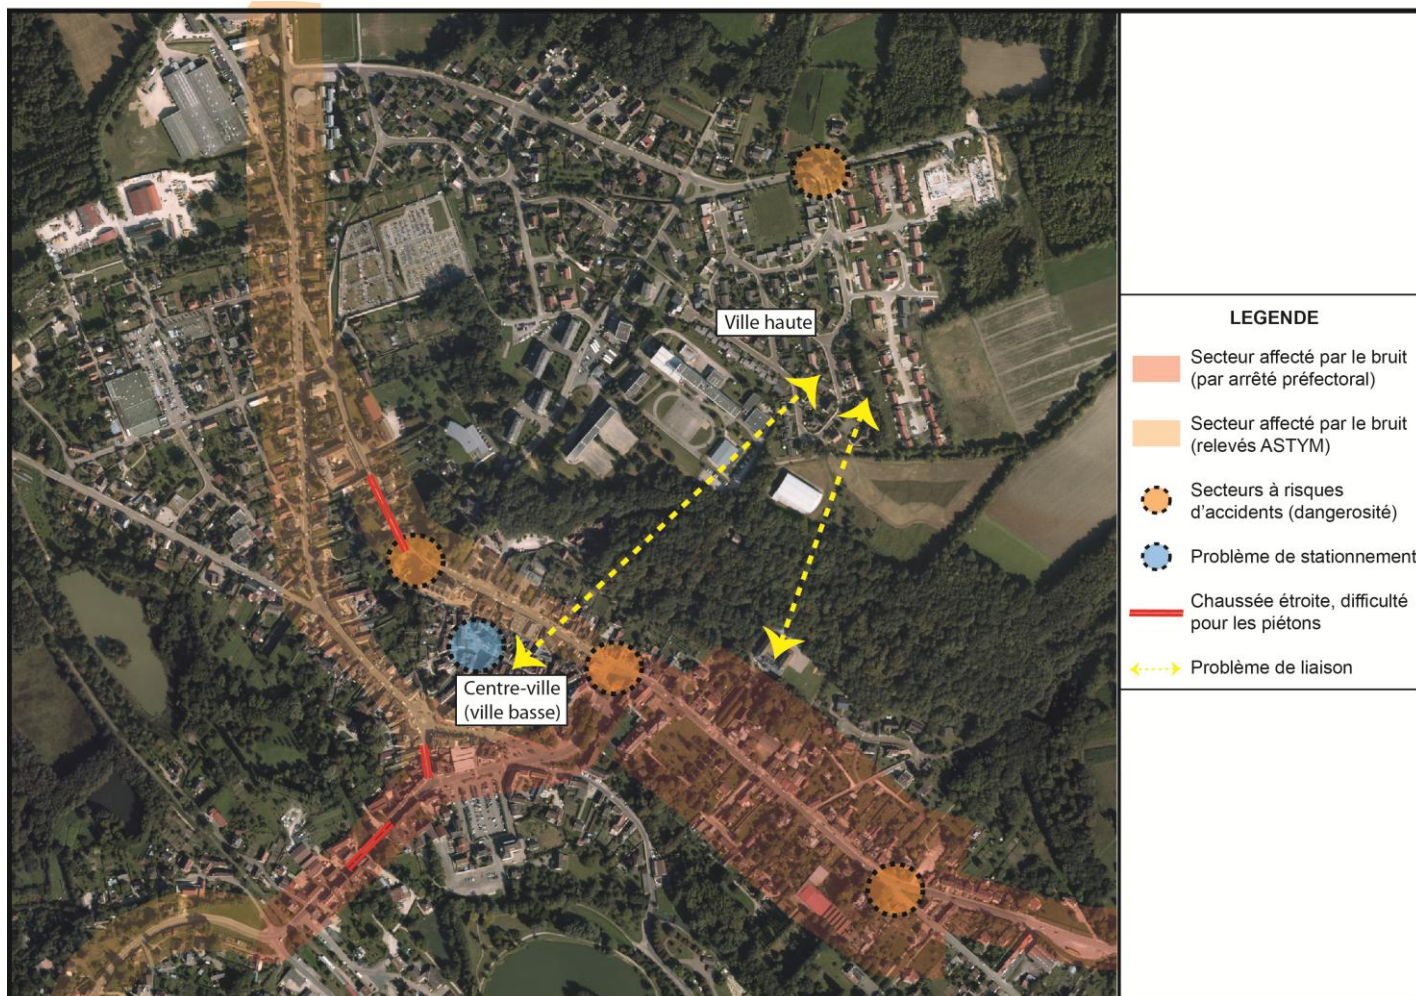 Ville haute
Centre-ville
(ville basse)
LEGENDE
Secteur affecté par le bruit
(par arrêté préfectoral)
Secteur affecté par le bruit
(relevés ASTYM)
Secteurs à risques
d'accidents (dangerosité)
Problème de stationnement
Chaussée étroite, difficulté
pour les piétons
Problème de liaison